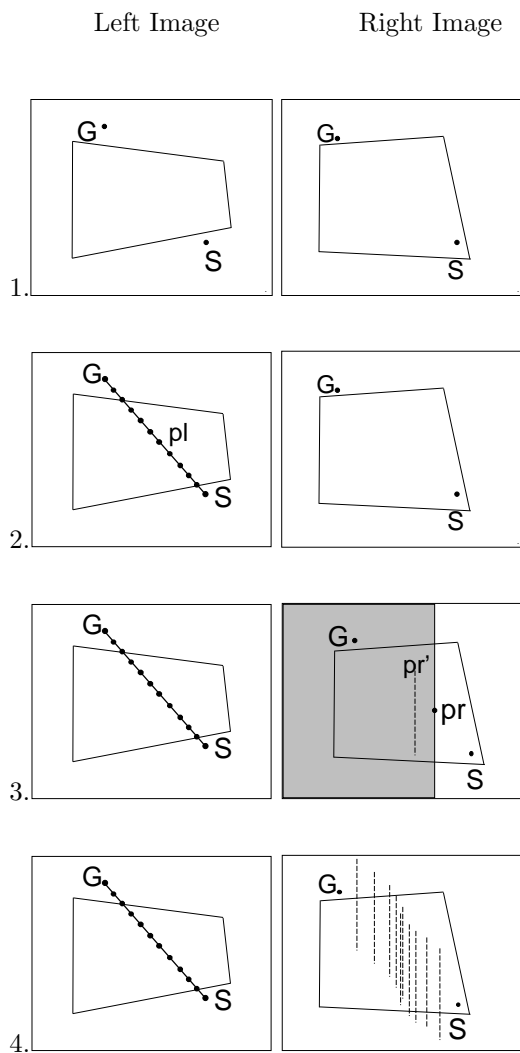 Left Image Right Image
G S G S
1.
G pl S G S
2.
G S G pr' pr S
3.
G S G S
4.